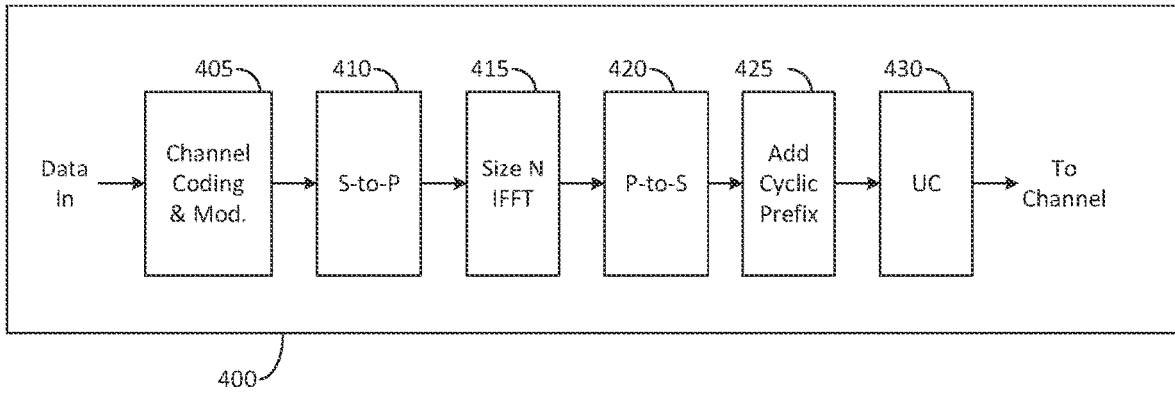 405
410
415
420
425
430
Data
In
Channel
Coding
& Mod.
S-to-P
Size N
IFFT
P-to-S
Add
Cyclic
Prefix
UC
To
Channel
400